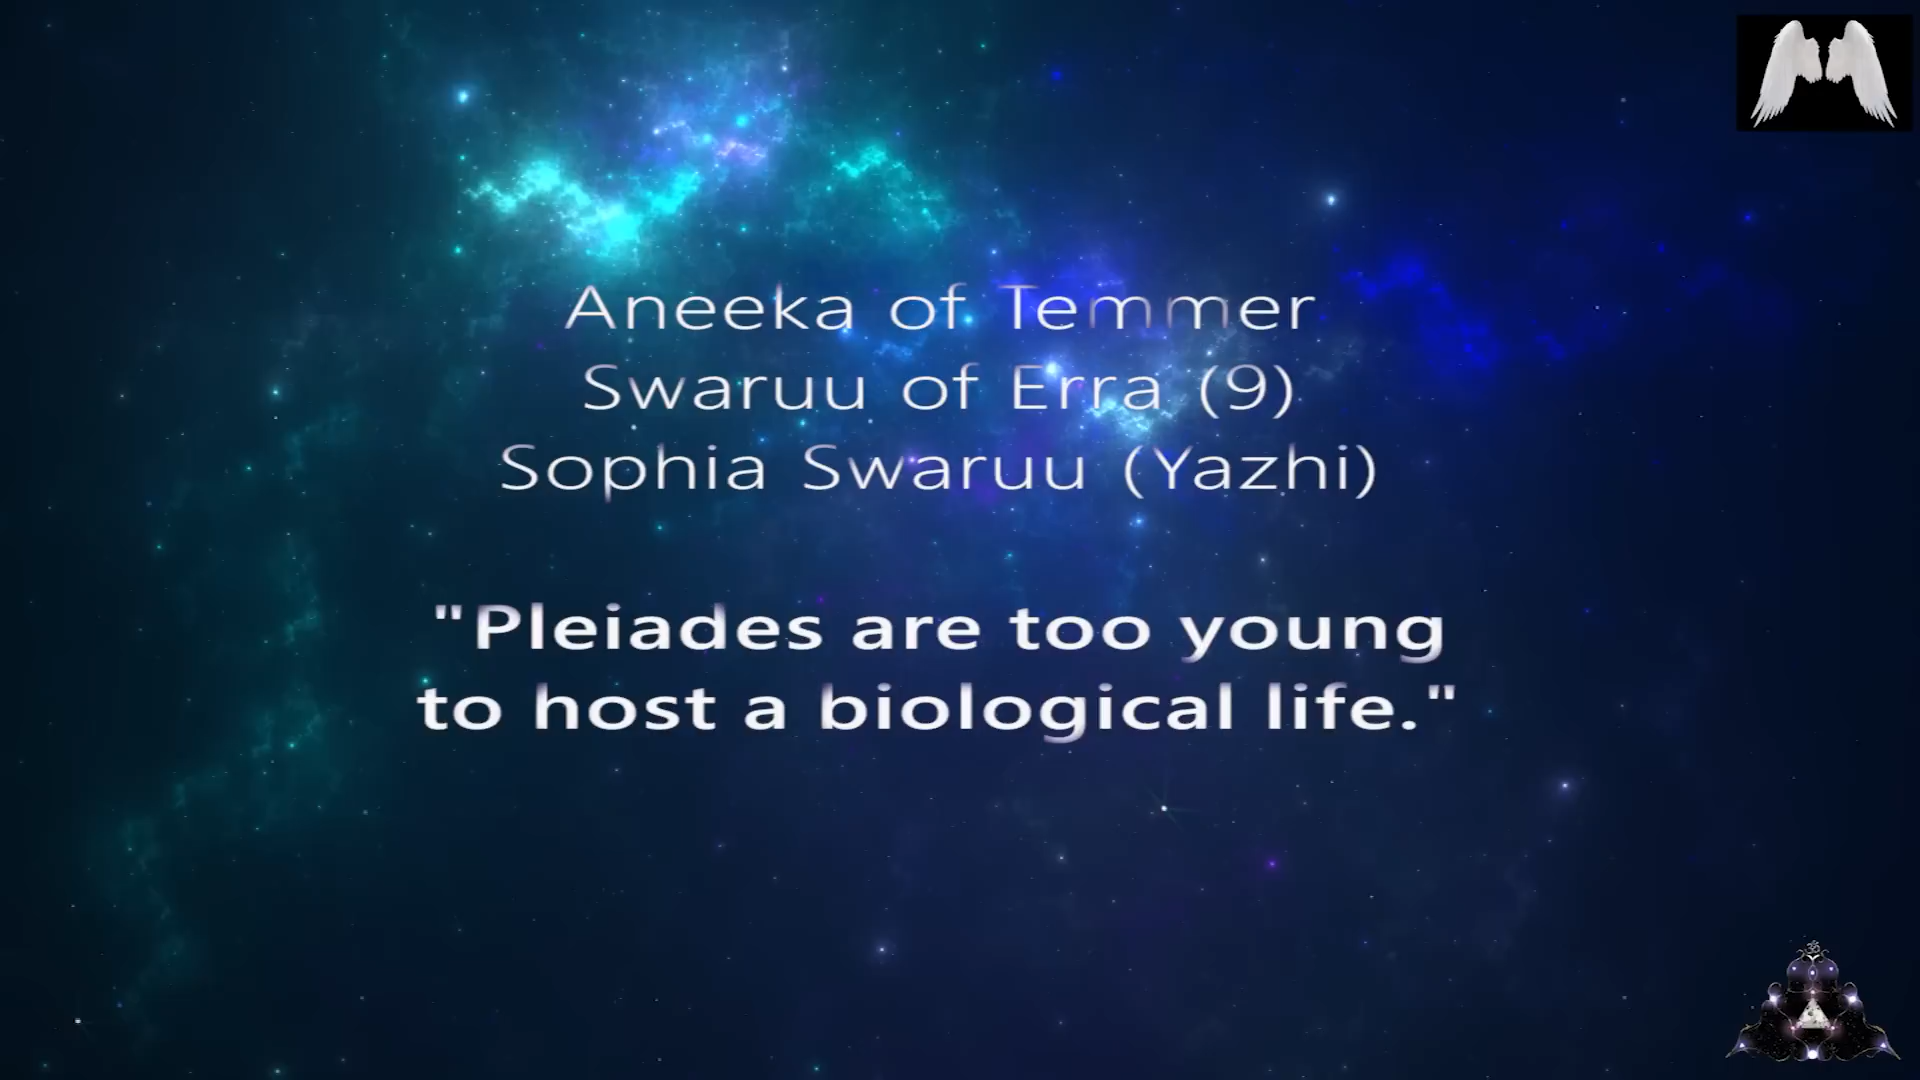 Aneeka of Temmer
Swaruu of Erra (9)
Sophia Swaruu (Yazhi)
"Pleiades are too young
to host a biological life."
ॐ